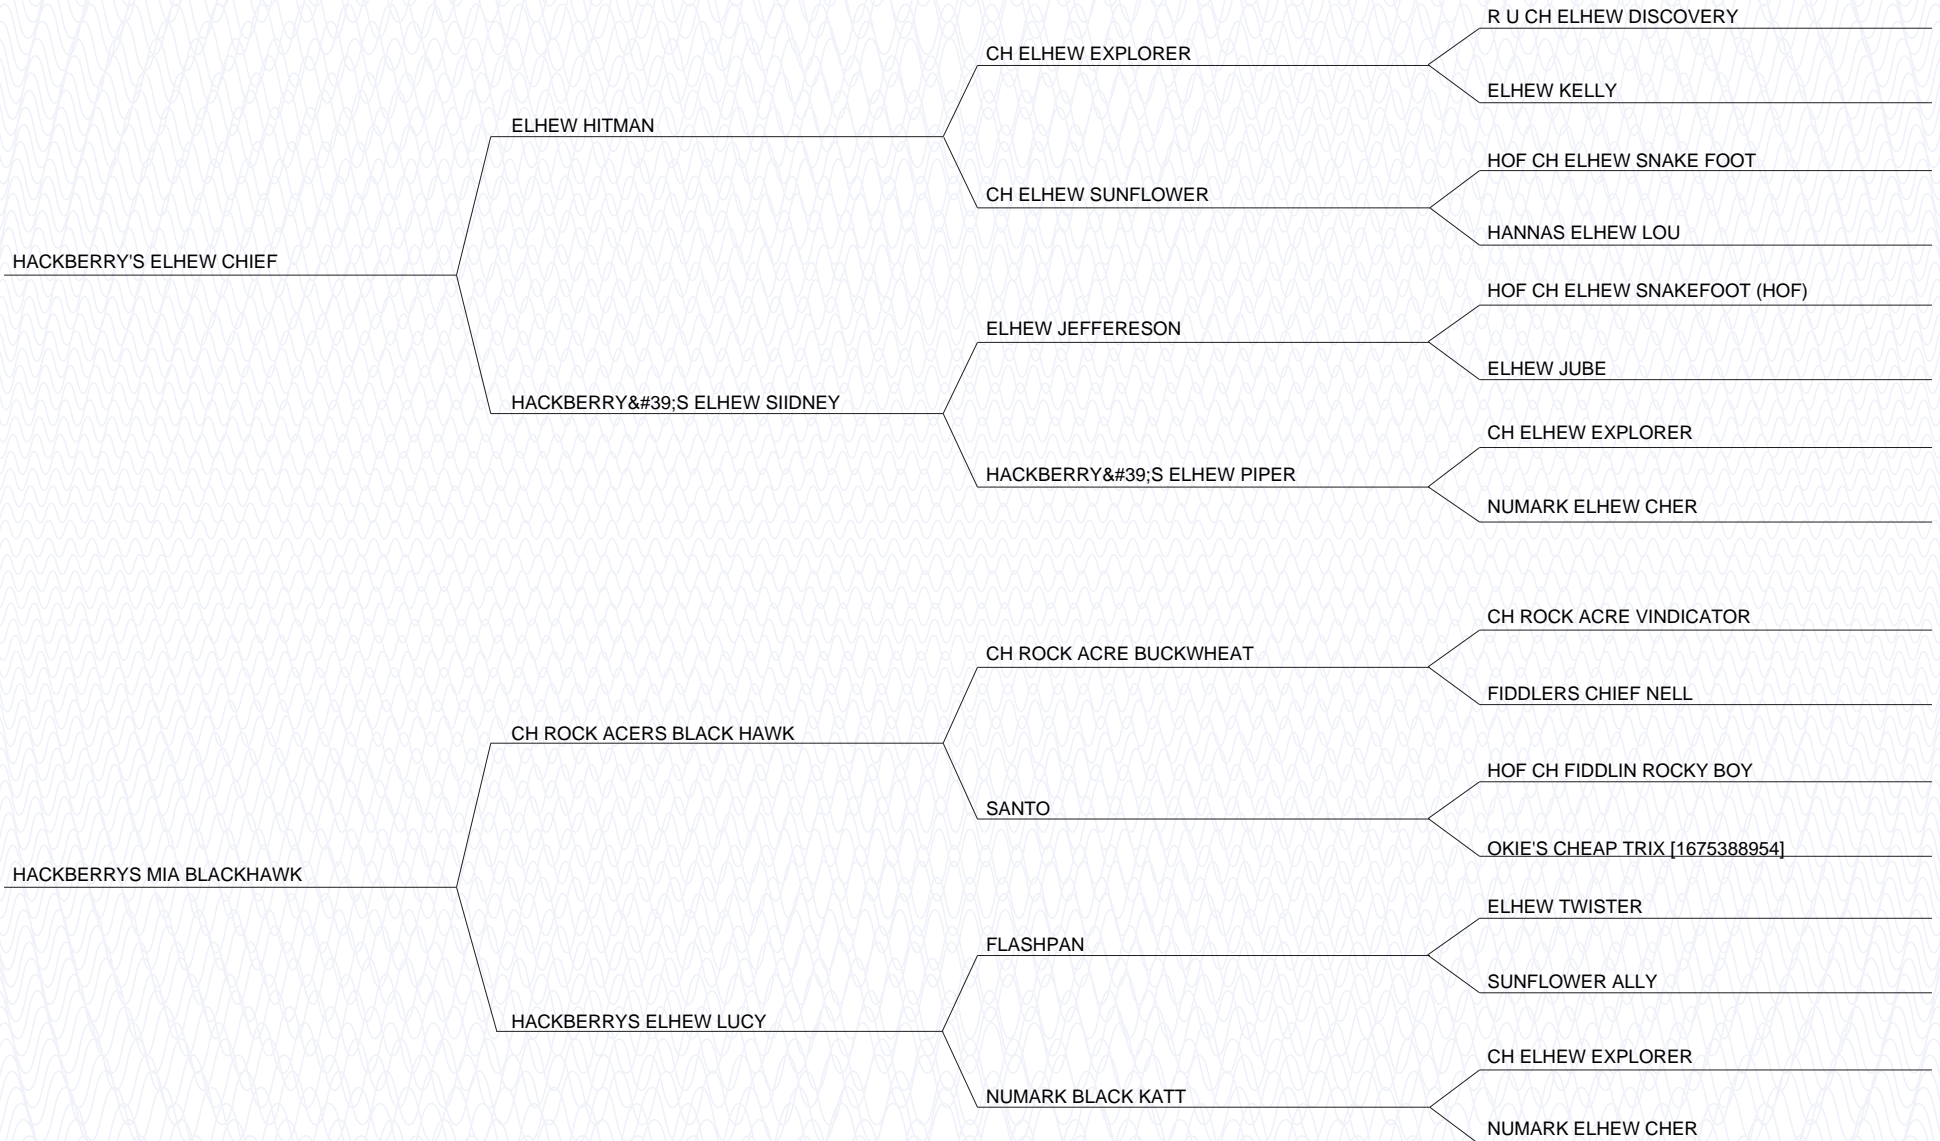 R U CH ELHEW DISCOVERY
CH ELHEW EXPLORER
ELHEW KELLY
ELHEW HITMAN
HOF CH ELHEW SNAKE FOOT
CH ELHEW SUNFLOWER
HANNAS ELHEW LOU
HACKBERRY'S ELHEW CHIEF
HOF CH ELHEW SNAKEFOOT (HOF)
ELHEW JEFFERESON
ELHEW JUBE
HACKBERRY&#39;S ELHEW SIIDNEY
CH ELHEW EXPLORER
HACKBERRY&#39;S ELHEW PIPER
NUMARK ELHEW CHER
CH ROCK ACRE VINDICATOR
CH ROCK ACRE BUCKWHEAT
FIDDLERS CHIEF NELL
CH ROCK ACERS BLACK HAWK
HOF CH FIDDLIN ROCKY BOY
SANTO
OKIE'S CHEAP TRIX [1675388954]
HACKBERRYS MIA BLACKHAWK
ELHEW TWISTER
FLASHPAN
SUNFLOWER ALLY
HACKBERRYS ELHEW LUCY
CH ELHEW EXPLORER
NUMARK BLACK KATT
NUMARK ELHEW CHER